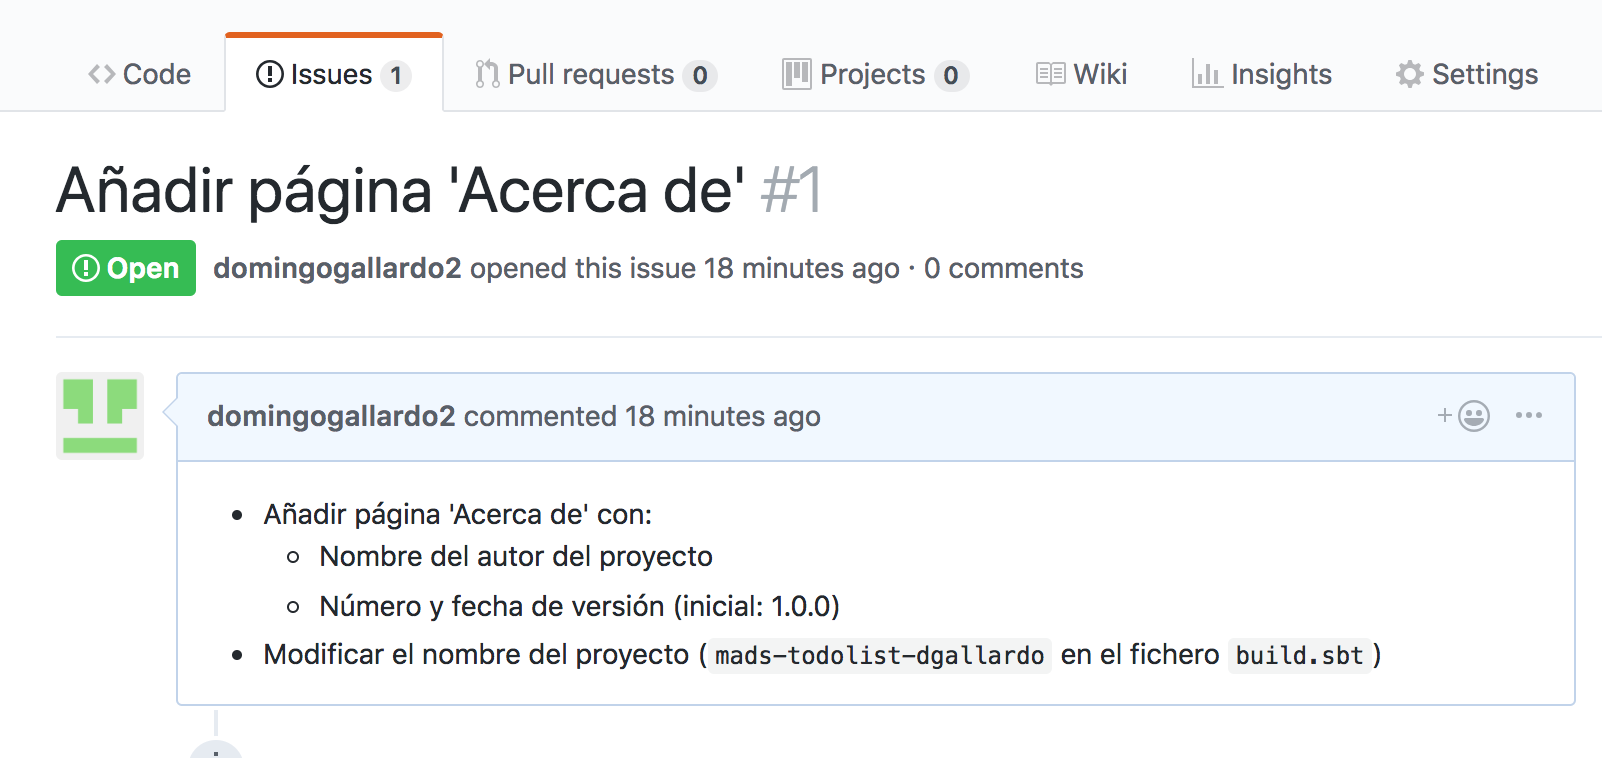 Code Issues 1 Pull requests 0 Projects 0 Wiki Insights Settings
Añadir página 'Acerca de' #1
Open domingogallardo2 opened this issue 18 minutes ago · 0 comments
domingogallardo2 commented 18 minutes ago
Añadir página 'Acerca de' con:
Nombre del autor del proyecto
Número y fecha de versión (inicial: 1.0.0)
Modificar el nombre del proyecto ( mads-todolist-dgallardo en el fichero build.sbt )